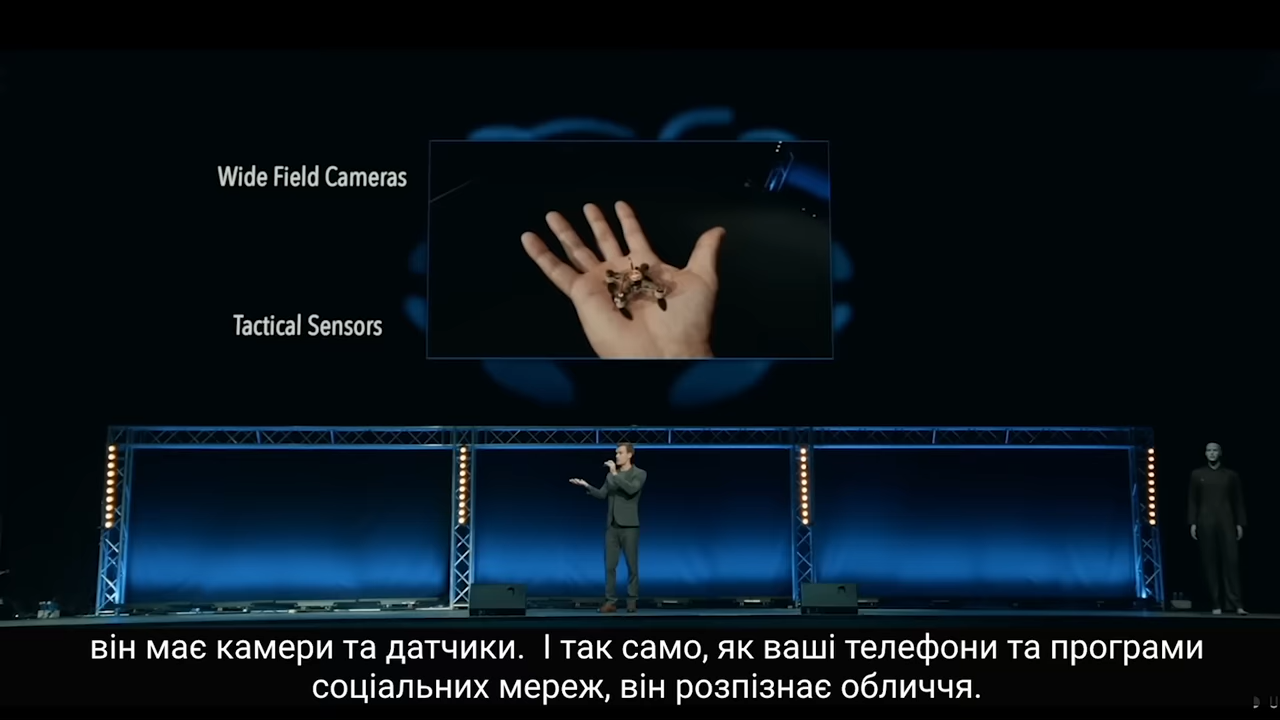 Wide Field Cameras
Tactical Sensors
він має камери та датчики.  І так само, як ваші телефони та програми
соціальних мереж, він розпізнає обличчя.